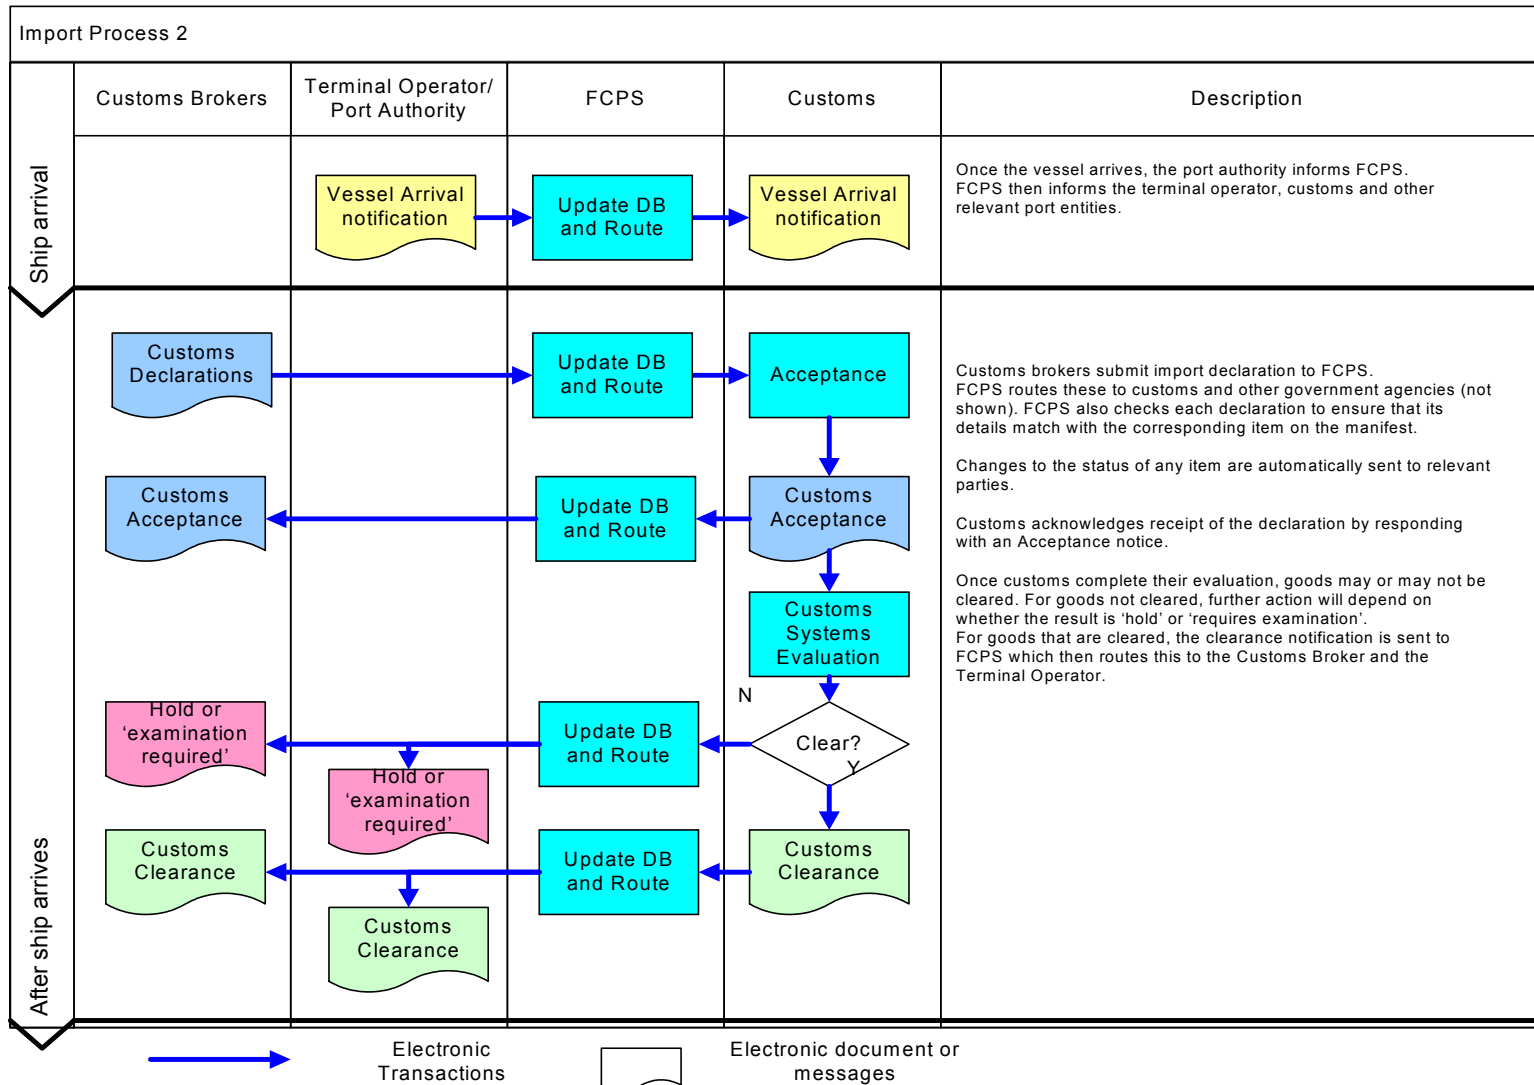 Import Process 2
Customs Brokers
Terminal Operator/
Port Authority
FCPS
Customs
Description
Ship arrival
Vessel Arrival
notification
Update DB
and Route
Vessel Arrival
notification
Once the vessel arrives, the port authority informs FCPS.
FCPS then informs the terminal operator, customs and other
relevant port entities.
After ship arrives
Customs
Declarations
Update DB
and Route
Acceptance
Customs
Acceptance
Update DB
and Route
Customs
Acceptance
Customs
Systems
Evaluation
N
Clear?
Y
Hold or
‘examination
required’
Hold or
‘examination
required’
Update DB
and Route
Customs
Clearance
Customs
Clearance
Update DB
and Route
Customs
Clearance
Customs brokers submit import declaration to FCPS.
FCPS routes these to customs and other government agencies (not
shown). FCPS also checks each declaration to ensure that its
details match with the corresponding item on the manifest.
Changes to the status of any item are automatically sent to relevant
parties.
Customs acknowledges receipt of the declaration by responding
with an Acceptance notice.
Once customs complete their evaluation, goods may or may not be
cleared. For goods not cleared, further action will depend on
whether the result is ‘hold’ or ‘requires examination’.
For goods that are cleared, the clearance notification is sent to
FCPS which then routes this to the Customs Broker and the
Terminal Operator.
Electronic
Transactions
Electronic document or
messages